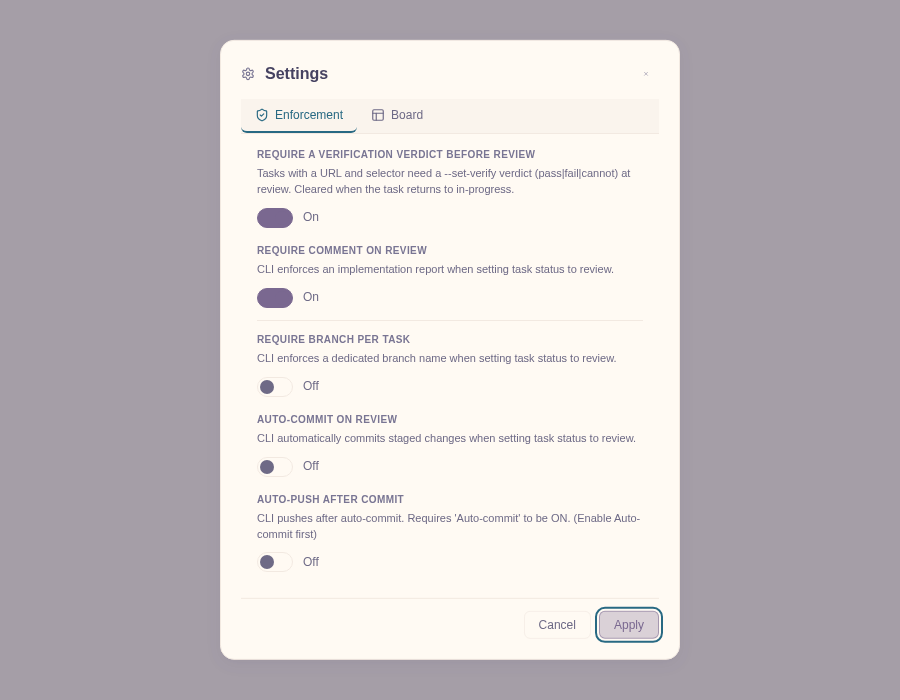 Settings
×
Enforcement
Board
REQUIRE A VERIFICATION VERDICT BEFORE REVIEW
Tasks with a URL and selector need a --set-verify verdict (pass|fail|cannot) at
review. Cleared when the task returns to in-progress.
On
REQUIRE COMMENT ON REVIEW
CLI enforces an implementation report when setting task status to review.
On
REQUIRE BRANCH PER TASK
CLI enforces a dedicated branch name when setting task status to review.
Off
AUTO-COMMIT ON REVIEW
CLI automatically commits staged changes when setting task status to review.
Off
AUTO-PUSH AFTER COMMIT
CLI pushes after auto-commit. Requires 'Auto-commit' to be ON. (Enable Auto-
commit first)
Off
Cancel
Apply